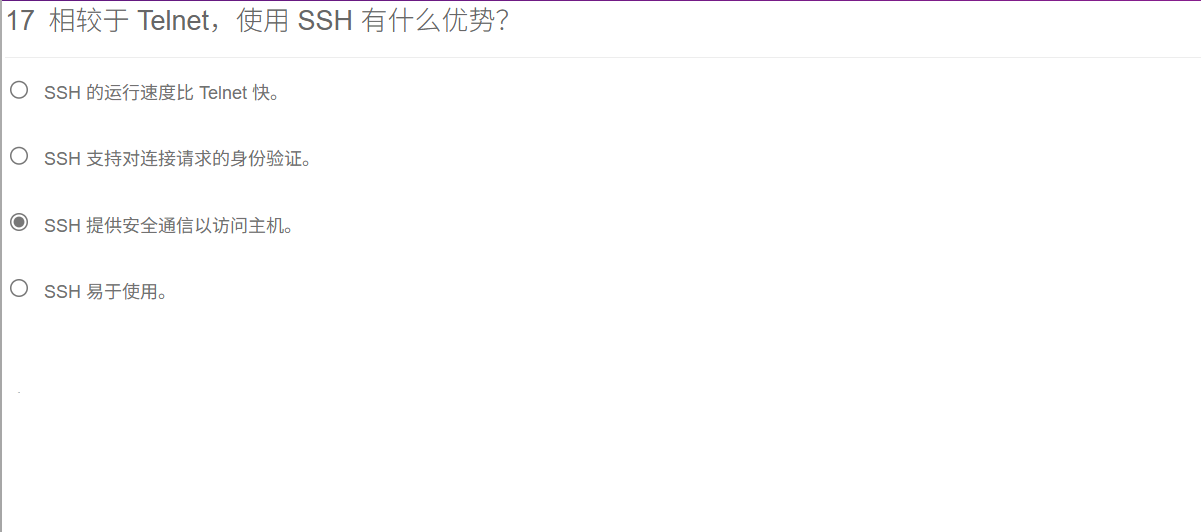 17 相较于 Telnet，使用 SSH 有什么优势？
SSH 的运行速度比 Telnet 快。
SSH 支持对连接请求的身份验证。
SSH 提供安全通信以访问主机。
SSH 易于使用。